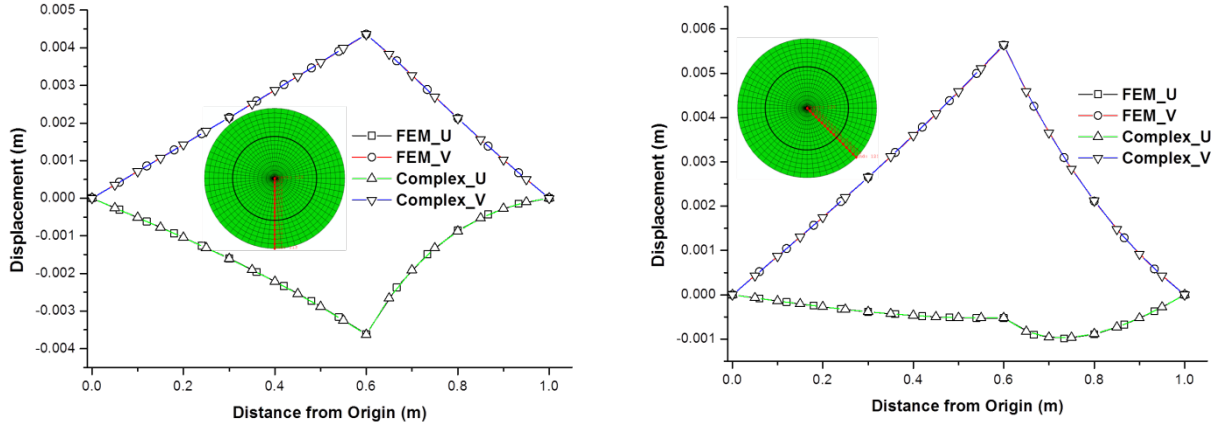 0.005
0.004
0.003
0.002
0.001
0.000
-0.001
-0.002
-0.003
-0.004
Displacement (m)
0.0 0.2 0.4 0.6 0.8 1.0
Distance from Origin (m)
FEM_U
FEM_V
Complex_U
Complex_V
0.006
0.005
0.004
0.003
0.002
0.001
0.000
-0.001
Displacement (m)
0.0 0.2 0.4 0.6 0.8 1.0
Distance from Origin (m)
FEM_U
FEM_V
Complex_U
Complex_V